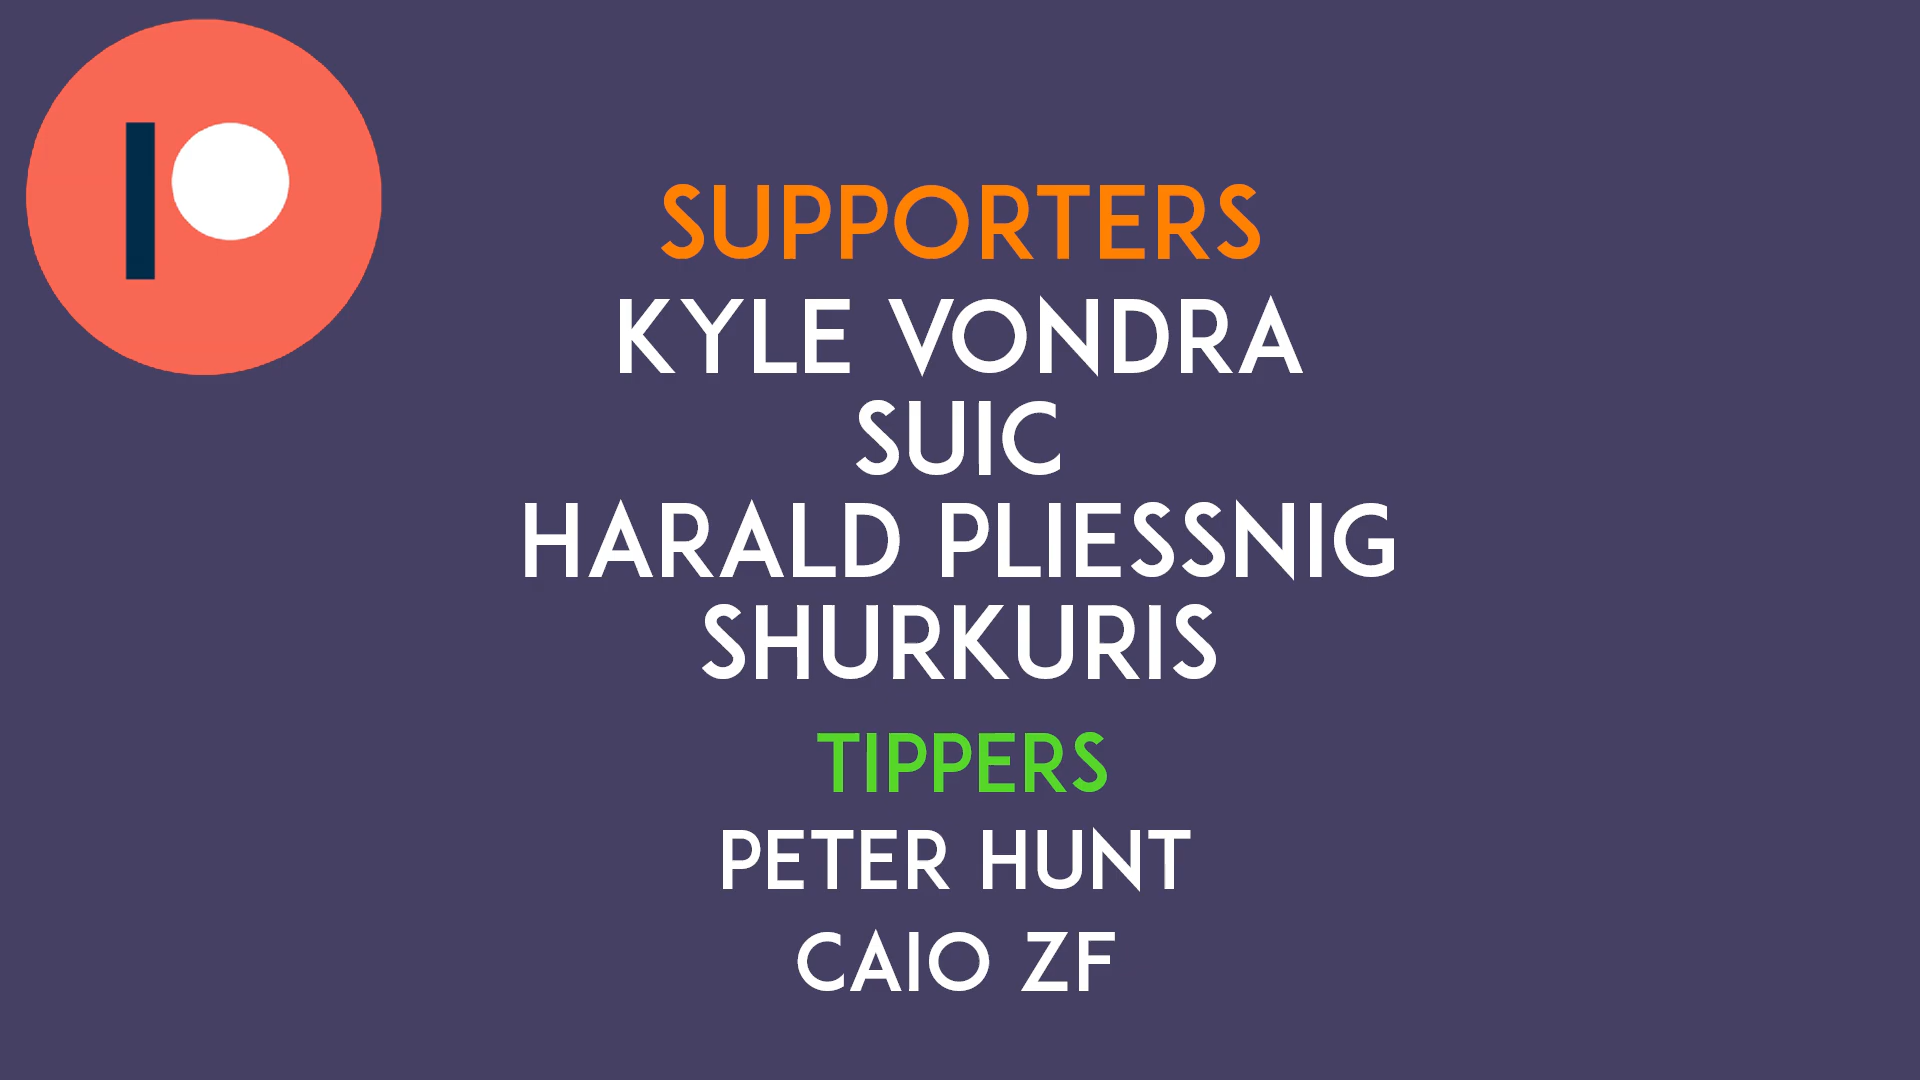 SUPPORTERS
KYLE VONDRA
SUIC
HARALD PLIESSNIG
SHURKURIS
TIPPERS
PETER HUNT
CAIO ZF